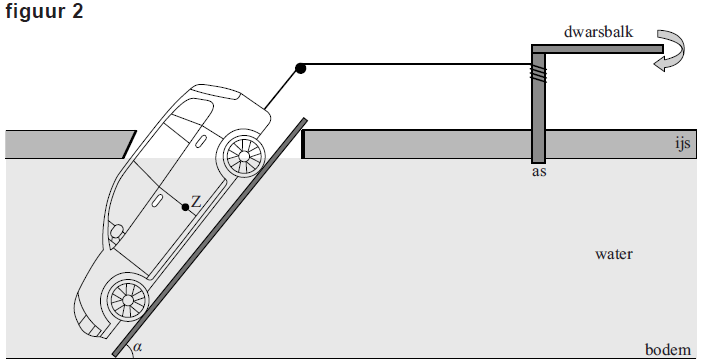 figuur 2
dwarsbalk
ijs
as
Z
water
α
bodem